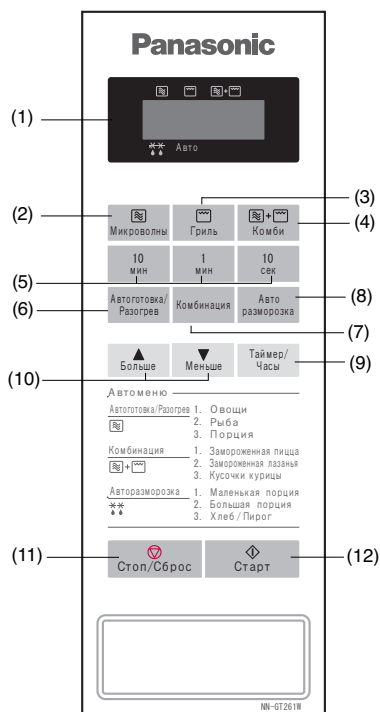 Panasonic
(1)
Авто
(3)
(2)
(4)
Микроволны Гриль Комби
10 мин 1 мин 10 сек
(5)
(6)
Автоготовка/Разогрев Комбинация Авто разморозка
(8)
(7)
Больше Меньше Таймер/Часы
(9)
(10)
Автоменю
Автоготовка/Разогрев 1. Овощи
2. Рыба
3. Порция
Комбинация 1. Замороженная пицца
2. Замороженная лазанья
3. Кусочки курицы
Авторазморозка 1. Маленькая порция
2. Большая порция
3. Хлеб/Пирог
(11)
Стоп/Сброс Старт
(12)
NN-GT261W